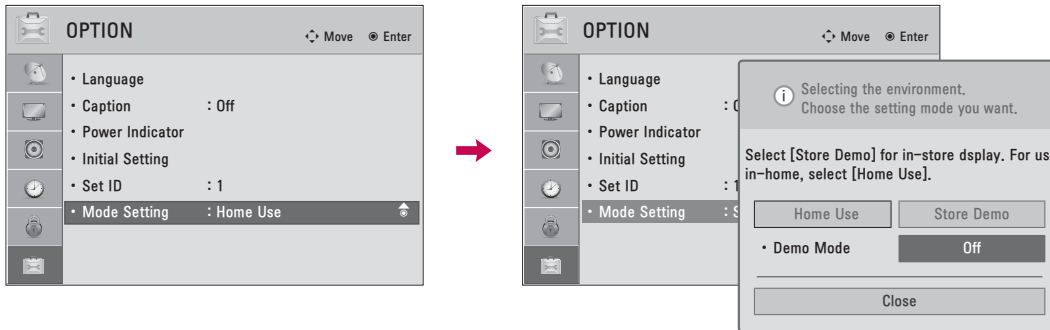 OPTION
Move Enter
• Language
• Caption : Off
• Power Indicator
• Initial Setting
• Set ID : 1
• Mode Setting : Home Use
OPTION
Move Enter
• Language
• Caption :
• Power Indicator
• Initial Setting
• Set ID : 1
• Mode Setting : S
i Selecting the environment.
Choose the setting mode you want.
Select [Store Demo] for in-store dsplay. For us
in-home, select [Home Use].
Home Use Store Demo
• Demo Mode Off
Close